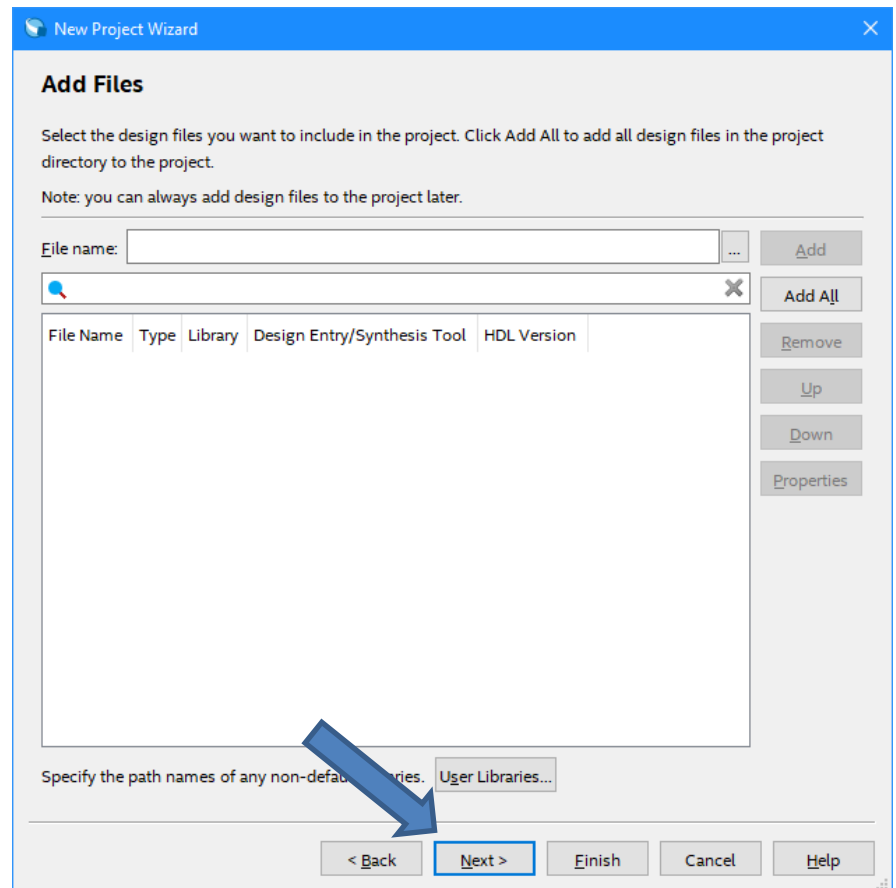 New Project Wizard
Add Files
Select the design files you want to include in the project. Click Add All to add all design files in the project
directory to the project.
Note: you can always add design files to the project later.
File name: ... Add
Add All
File Name Type Library Design Entry/Synthesis Tool HDL Version
Remove
Up
Down
Properties
Specify the path names of any User Libraries...
< Back Next > Finish Cancel Help